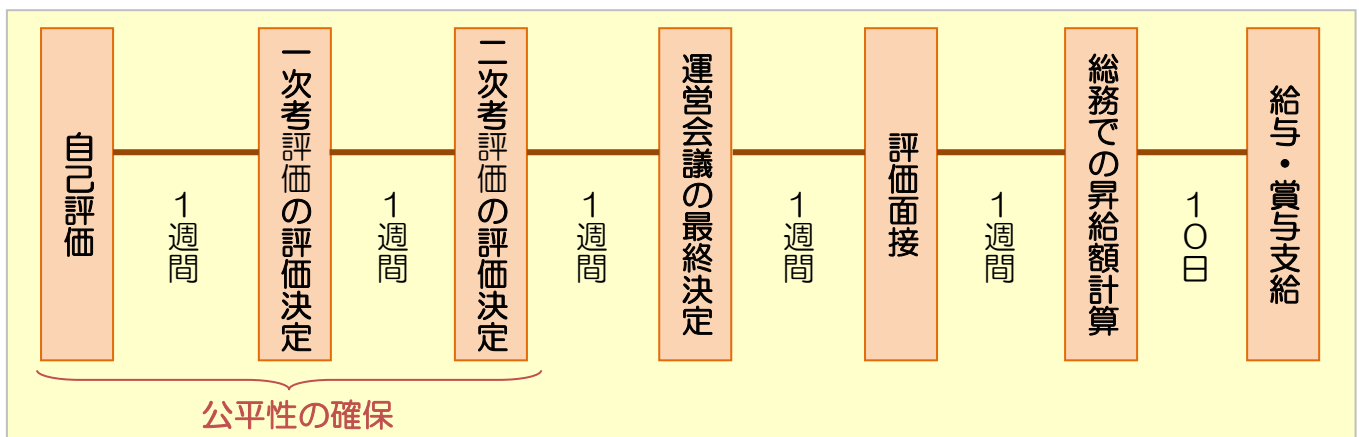 自己評価
１週間
一次考評価の評価決定
１週間
二次考評価の評価決定
１週間
運営会議の最終決定
１週間
評価面接
１週間
総務での昇給額計算
１０日
給与・賞与支給
公平性の確保